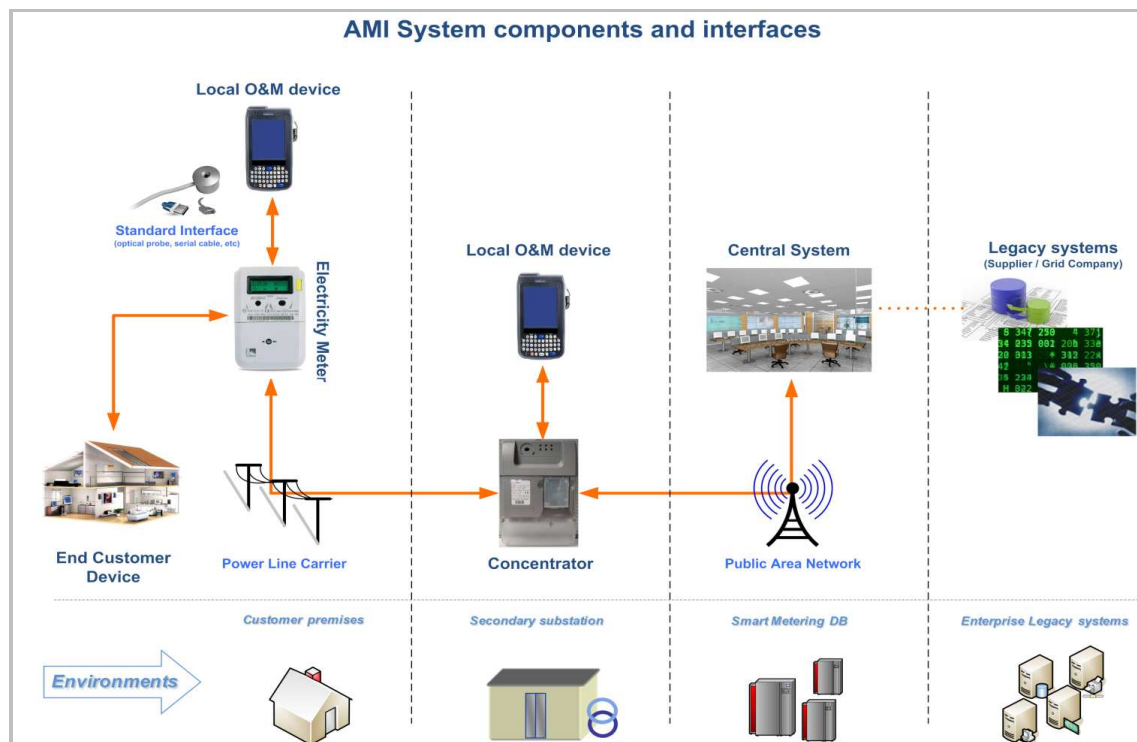 AMI System components and interfaces
Local O&M device
Standard Interface
(optical probe, serial cable, etc)
Electricity Meter
End Customer
Device
Power Line Carrier
Local O&M device
Concentrator
Central System
Public Area Network
Legacy systems
(Supplier / Grid Company)
Environments
Customer premises
Secondary substation
Smart Metering DB
Enterprise Legacy systems